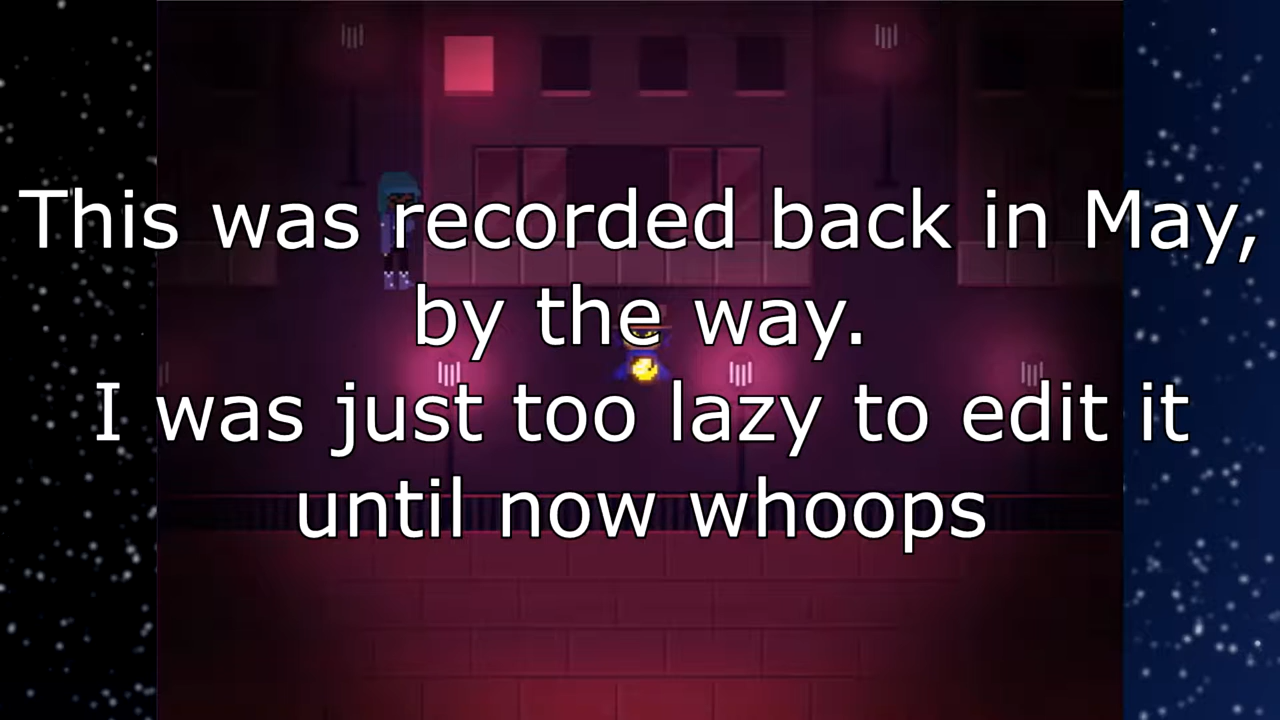 This was recorded back in May,
by the way.
I was just too lazy to edit it
until now whoops